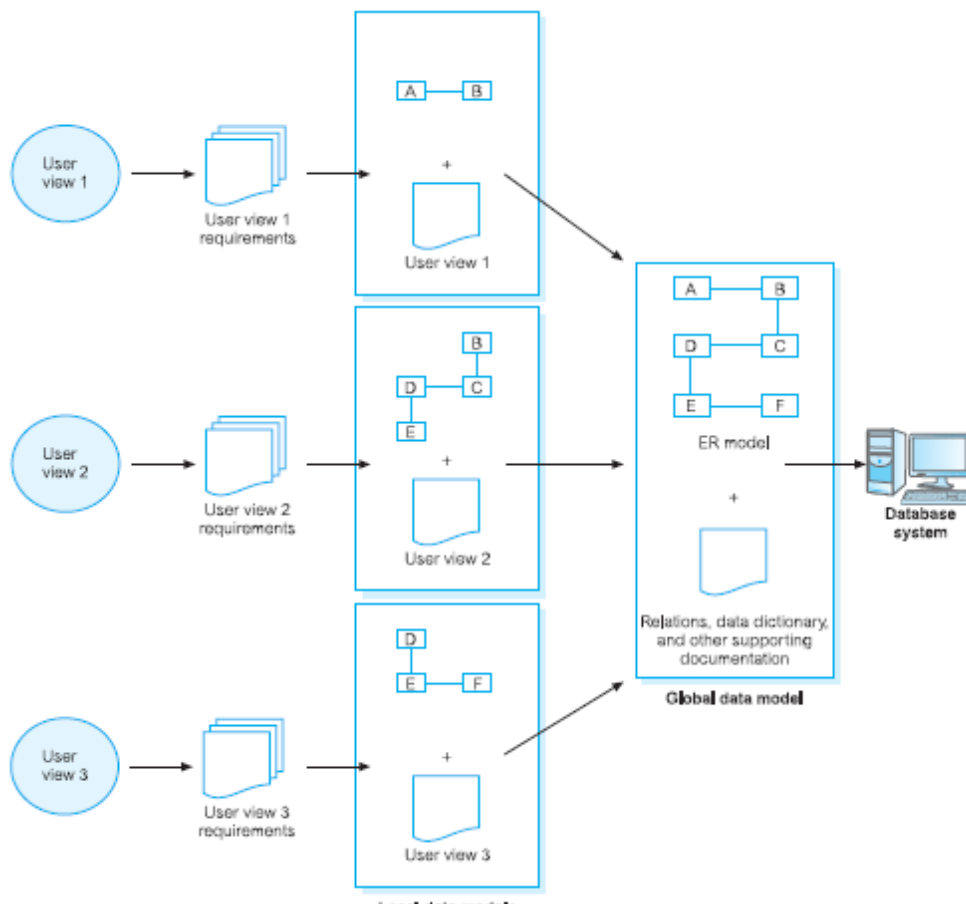 A
B
User
view 1
+
User view 1
requirements
User view 1
A
B
B
D
C
D
C
E
E
F
User
view 2
+
ER model
User view 2
requirements
+
Database
system
User view 2
Relations, data dictionary,
and other supporting
documentation
D
E
F
Global data model
User
view 3
+
User view 3
requirements
User view 3